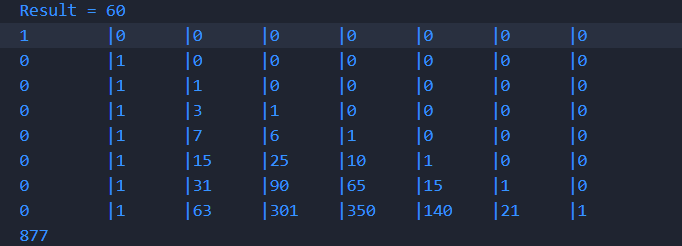 Result = 60
1 |0 |0 |0 |0 |0 |0 |0
0 |1 |0 |0 |0 |0 |0 |0
0 |1 |1 |0 |0 |0 |0 |0
0 |1 |3 |1 |0 |0 |0 |0
0 |1 |7 |6 |1 |0 |0 |0
0 |1 |15 |25 |10 |1 |0 |0
0 |1 |31 |90 |65 |15 |1 |0
0 |1 |63 |301 |350 |140 |21 |1
877